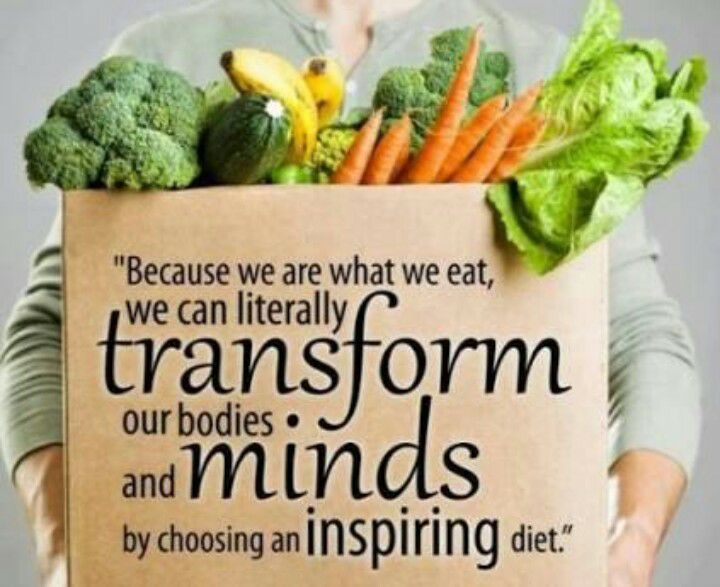 "Because we are what we eat,
we can literally
transform
our bodies
and minds
by choosing an inspiring diet."